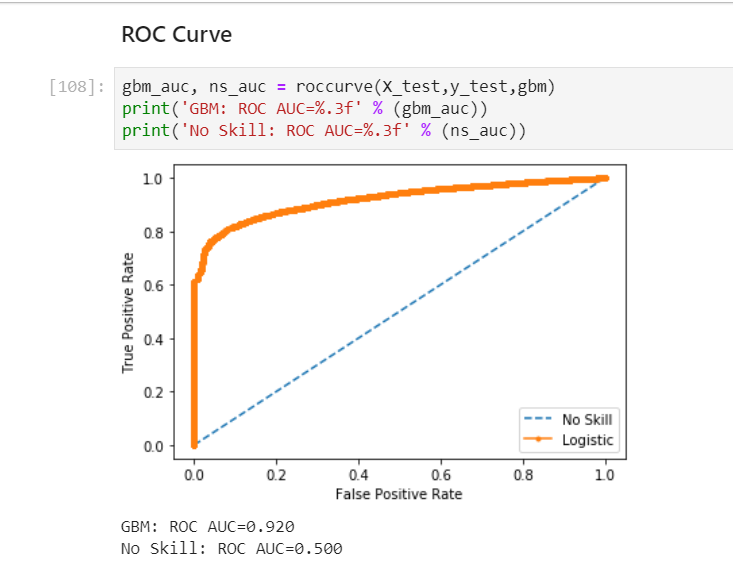 ROC Curve
[108]: gbm_auc, ns_auc = roccurve(X_test,y_test,gbm)
print('GBM: ROC AUC=%.3f' % (gbm_auc))
print('No Skill: ROC AUC=%.3f' % (ns_auc))
1.0
0.8
0.6
0.4
0.2
0.0
True Positive Rate
No Skill
Logistic
0.0 0.2 0.4 0.6 0.8 1.0
False Positive Rate
GBM: ROC AUC=0.920
No Skill: ROC AUC=0.500